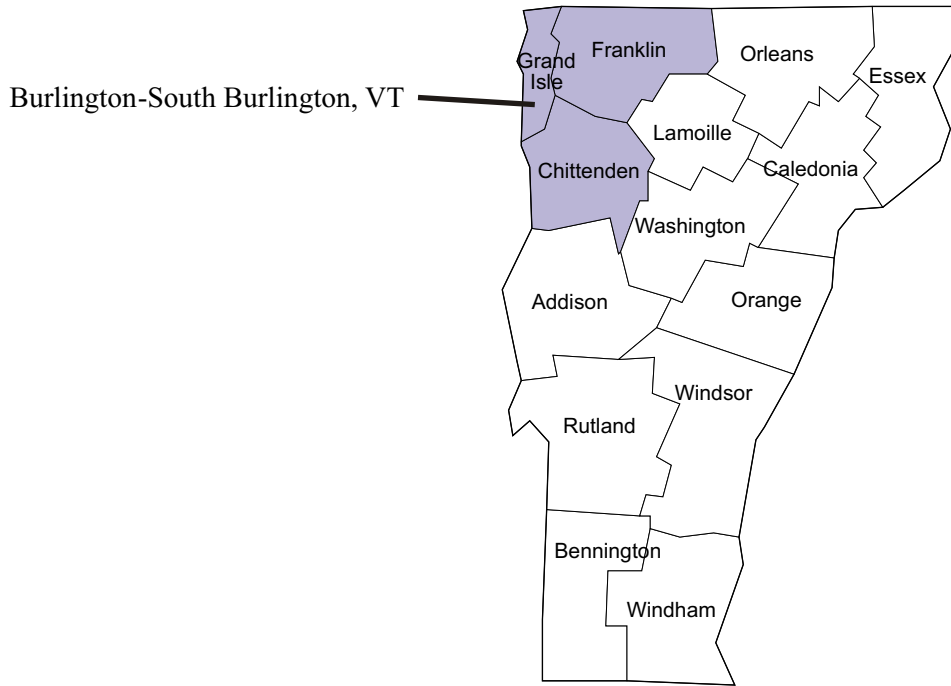 Franklin
Orleans
Grand
Isle
Essex
Burlington-South Burlington, VT
Lamoille
Chittenden
Caledonia
Washington
Addison
Orange
Windsor
Rutland
Bennington
Windham